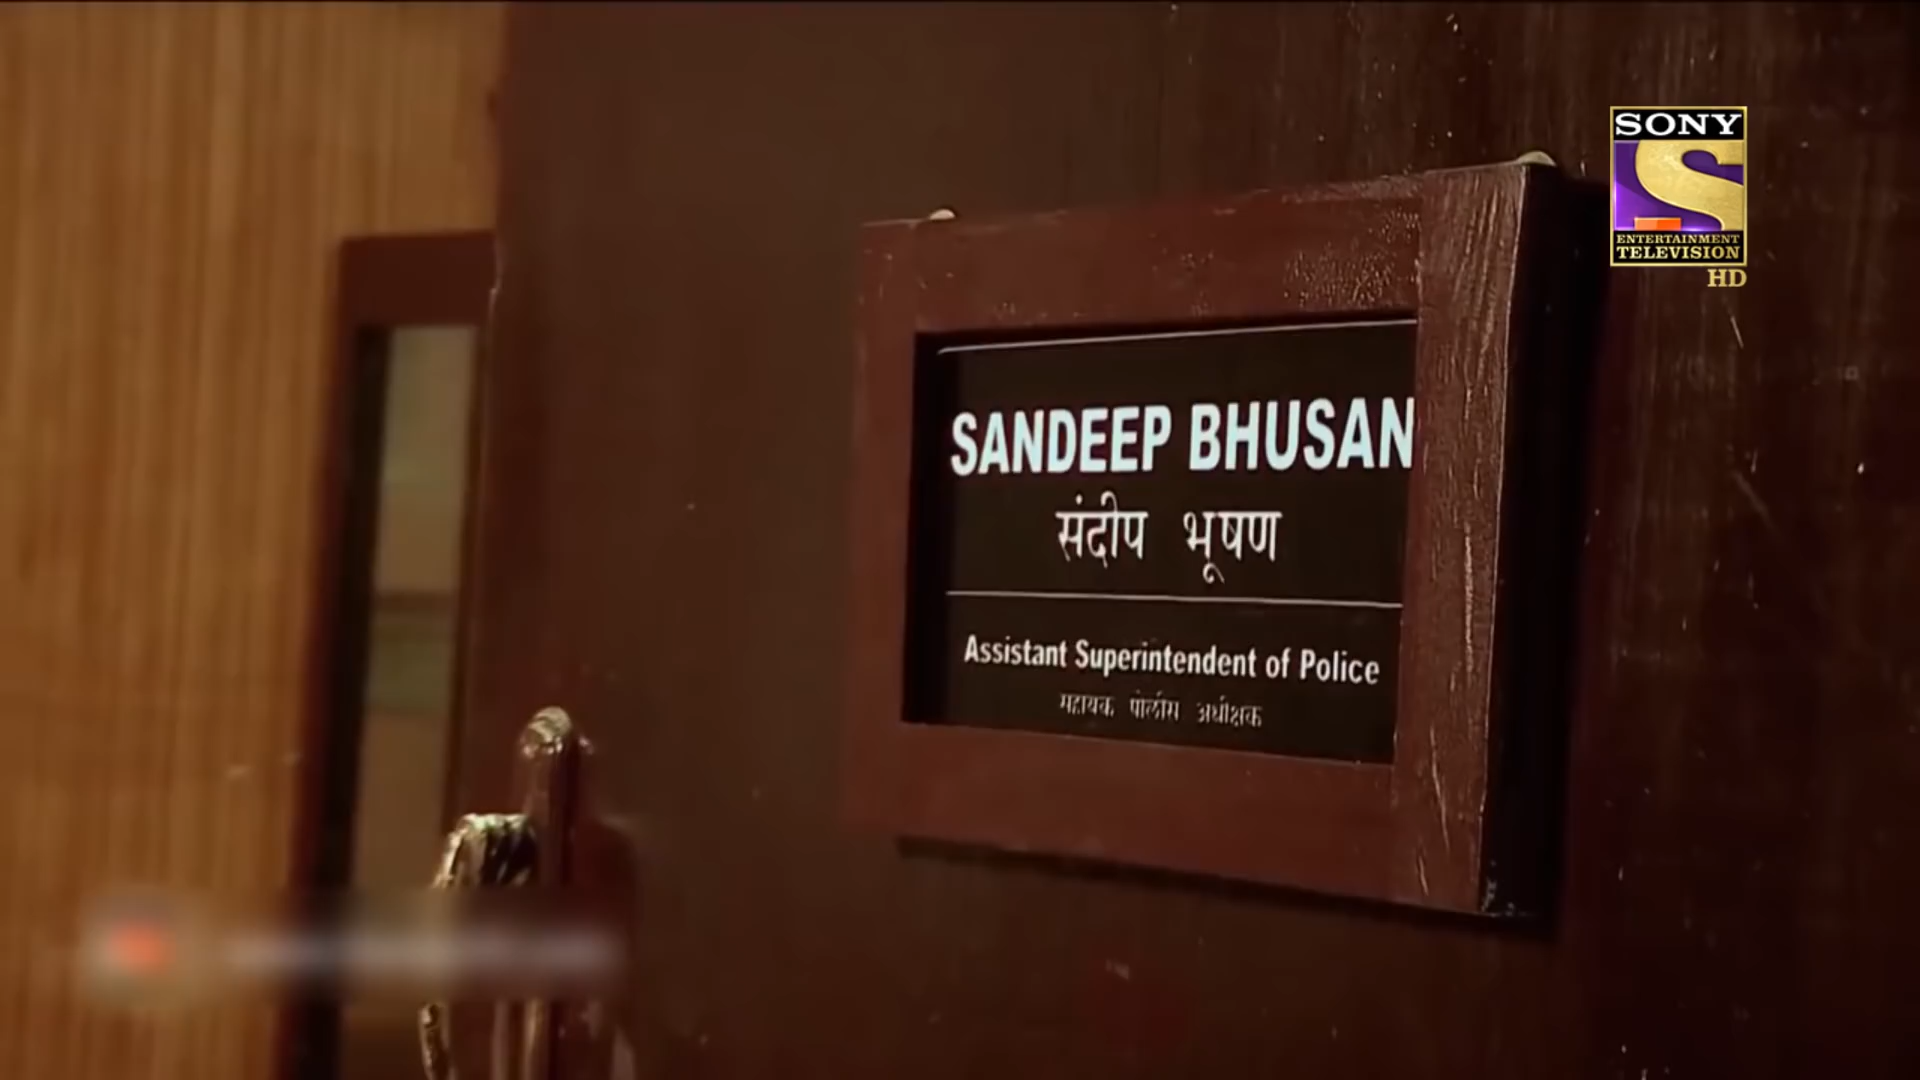 SONY
ENTERTAINMENT
TELEVISION
HD
SANDEEP BHUSAN
संदीप भूषण
Assistant Superintendent of Police
सहायक पोलीस अधीक्षक